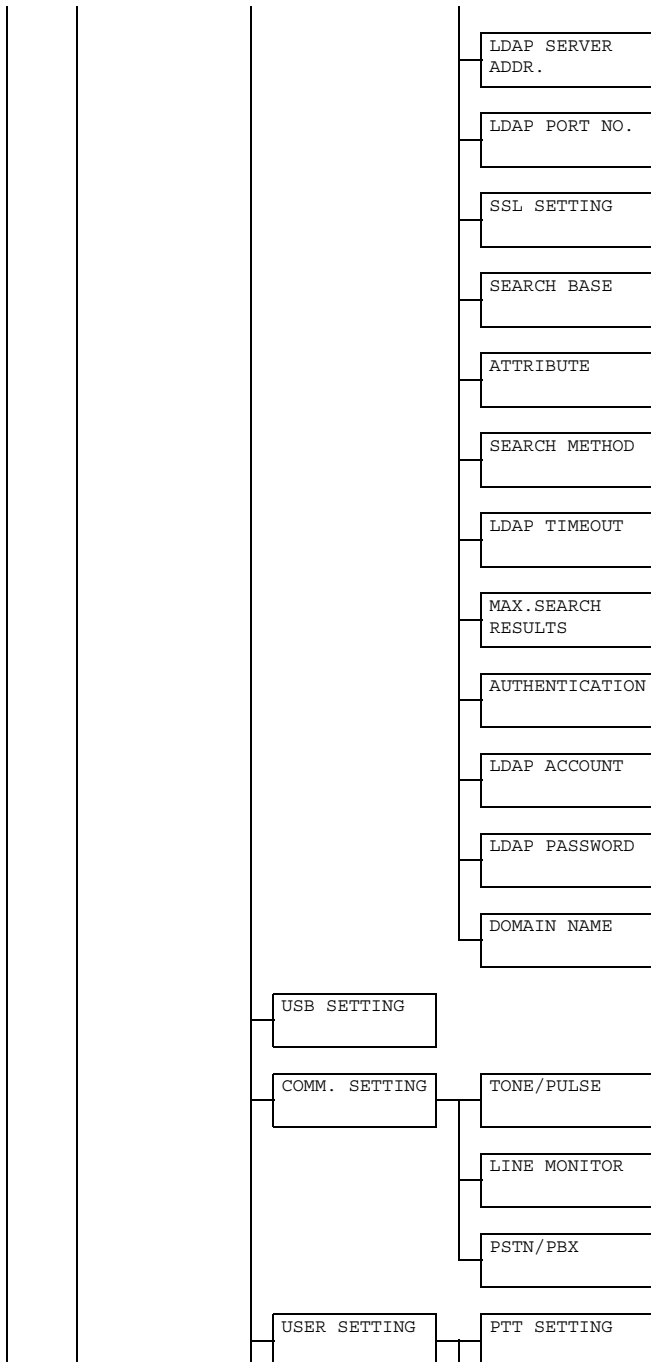 LDAP SERVER
ADDR.
LDAP PORT NO.
SSL SETTING
SEARCH BASE
ATTRIBUTE
SEARCH METHOD
LDAP TIMEOUT
MAX.SEARCH
RESULTS
AUTHENTICATION
LDAP ACCOUNT
LDAP PASSWORD
DOMAIN NAME
USB SETTING
COMM. SETTING
TONE/PULSE
LINE MONITOR
PSTN/PBX
USER SETTING
PTT SETTING